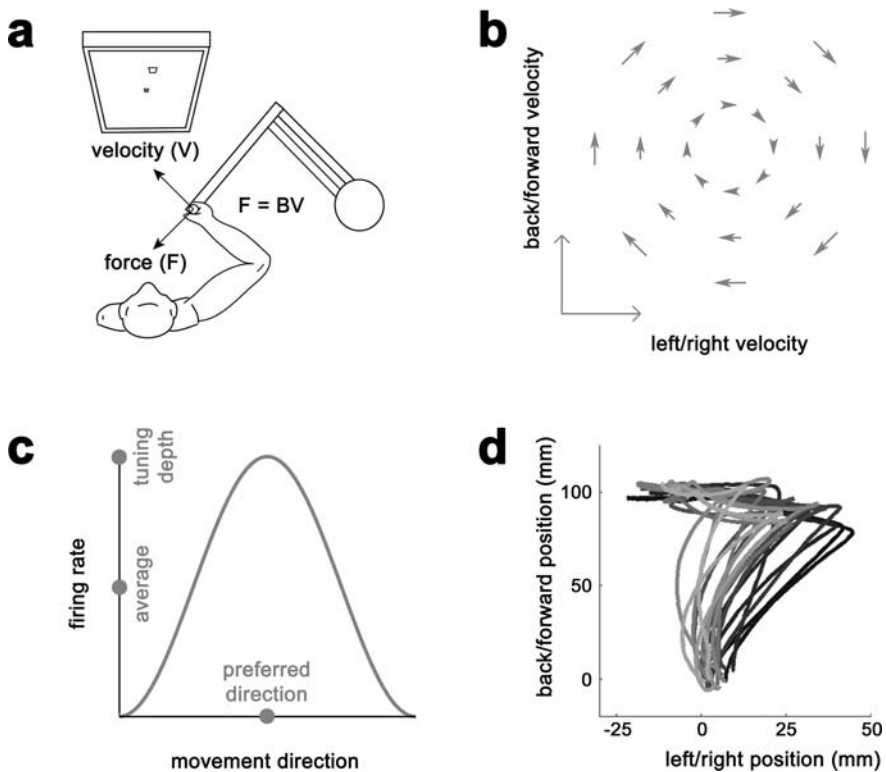 a
velocity (V)
F = BV
force (F)
b
back/forward velocity
left/right velocity
c
firing rate
tuning
depth
average
preferred
direction
movement direction
d
back/forward position (mm)
100
50
0
-25
0
25
50
left/right position (mm)